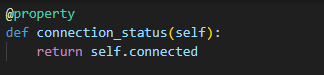 @property
def connection_status(self):
    return self.connected